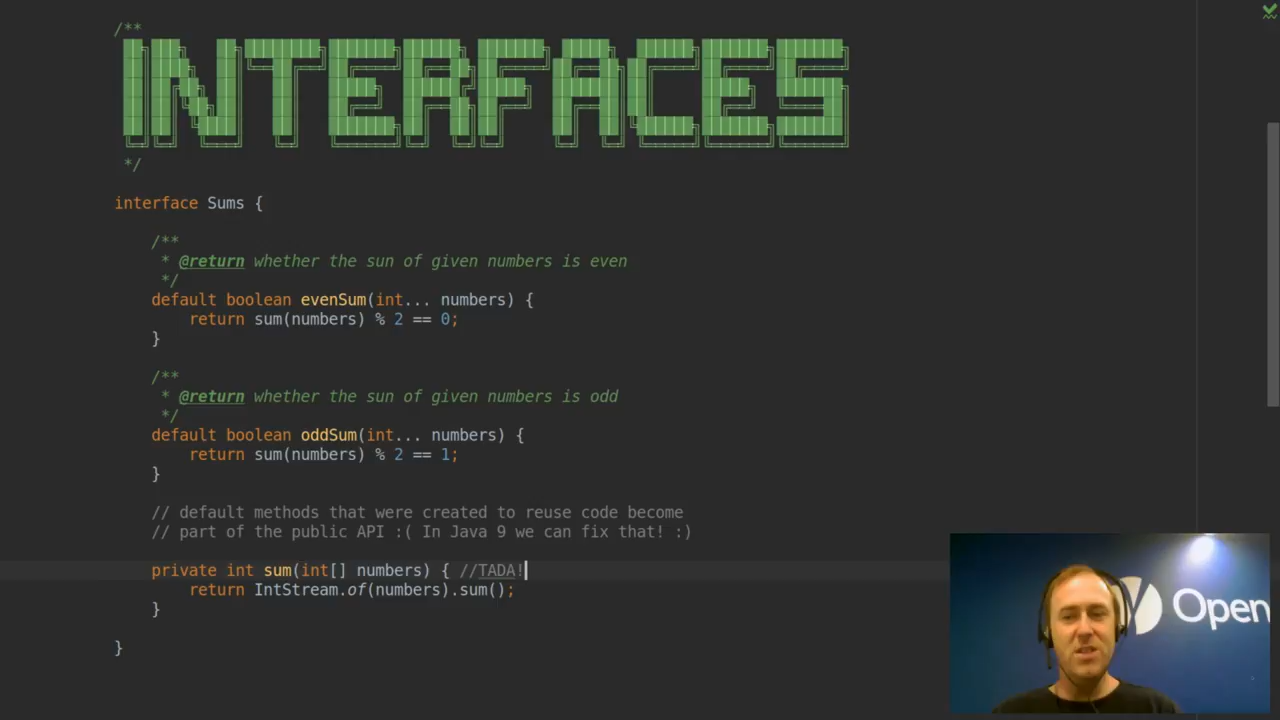 /**
INTERFACES
*/
interface Sums {
/**
* @return whether the sun of given numbers is even
*/
default boolean evenSum(int... numbers) {
return sum(numbers) % 2 == 0;
}
/**
* @return whether the sun of given numbers is odd
*/
default boolean oddSum(int... numbers) {
return sum(numbers) % 2 == 1;
}
// default methods that were created to reuse code become
// part of the public API :( In Java 9 we can fix that! :)
private int sum(int[] numbers) { //TADA!
return IntStream.of(numbers).sum();
}
}
Open